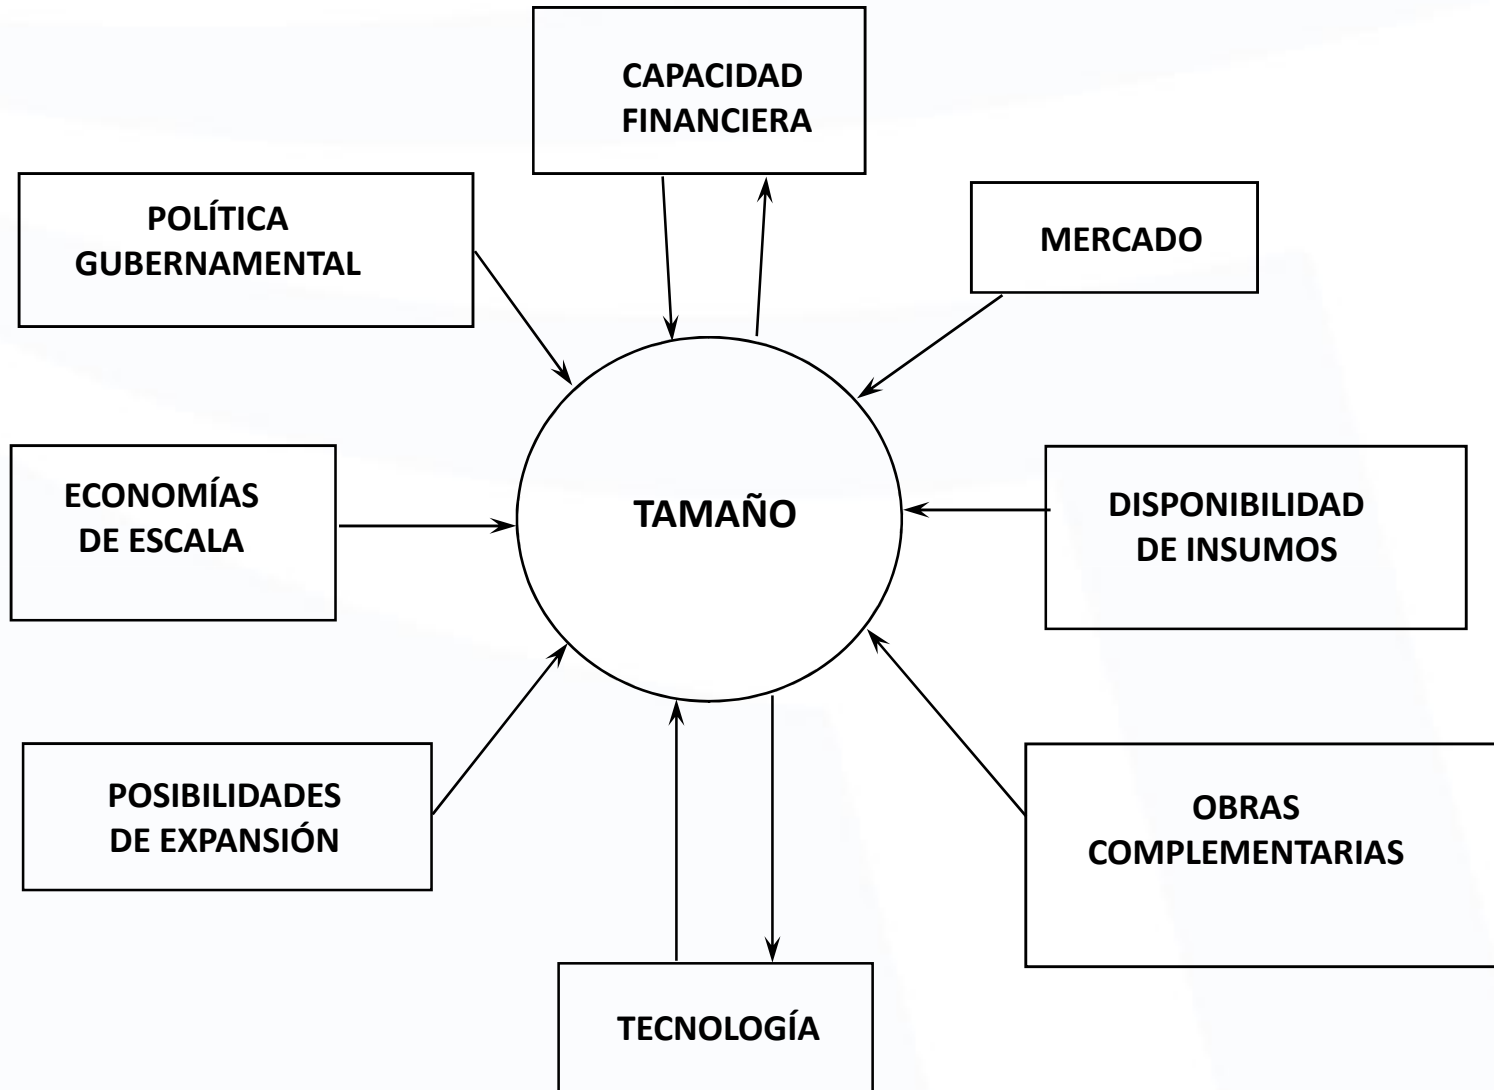 CAPACIDAD
FINANCIERA
POLÍTICA
GUBERNAMENTAL
MERCADO
ECONOMÍAS
DE ESCALA
TAMAÑO
DISPONIBILIDAD
DE INSUMOS
POSIBILIDADES
DE EXPANSIÓN
OBRAS
COMPLEMENTARIAS
TECNOLOGÍA